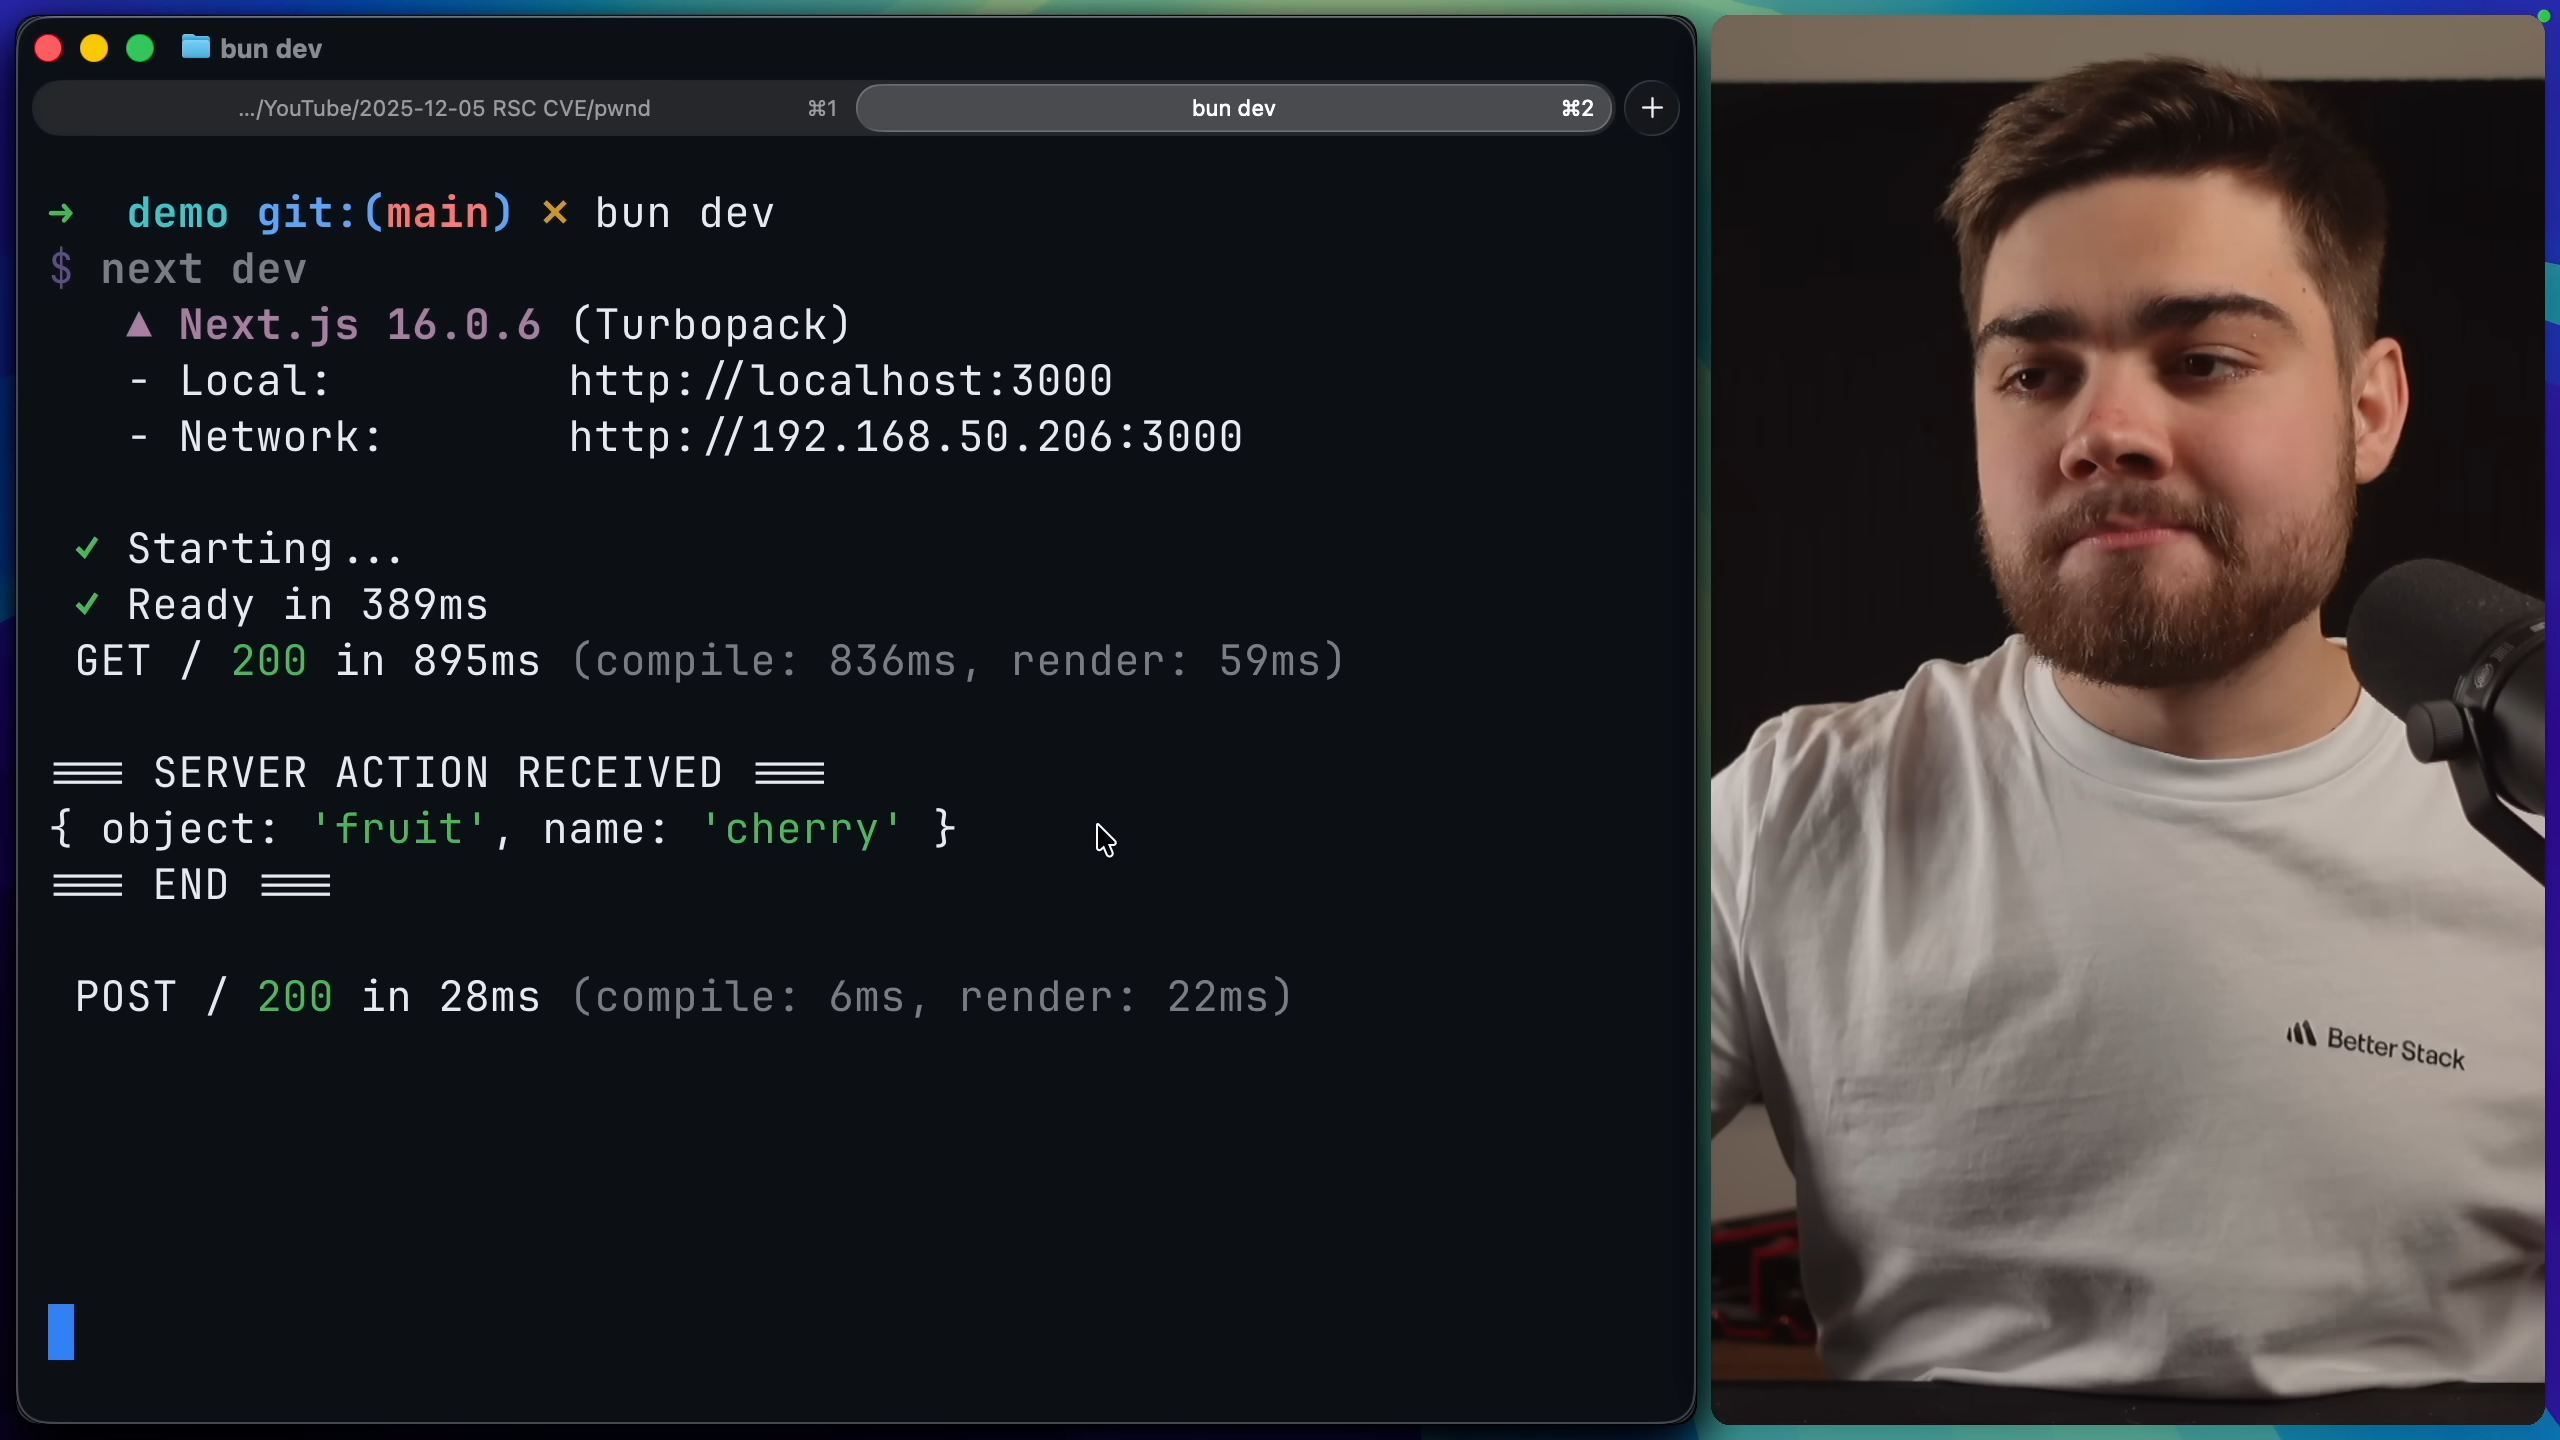 bun dev
.../YouTube/2025-12-05 RSC CVE/pwnd ⌘1 bun dev ⌘2 +
➜ demo git:(main) ✗ bun dev
$ next dev
▲ Next.js 16.0.6 (Turbopack)
- Local: http://localhost:3000
- Network: http://192.168.50.206:3000
✓ Starting...
✓ Ready in 389ms
GET / 200 in 895ms (compile: 836ms, render: 59ms)
=== SERVER ACTION RECEIVED ===
{ object: 'fruit', name: 'cherry' }
=== END ===
POST / 200 in 28ms (compile: 6ms, render: 22ms)
Better Stack